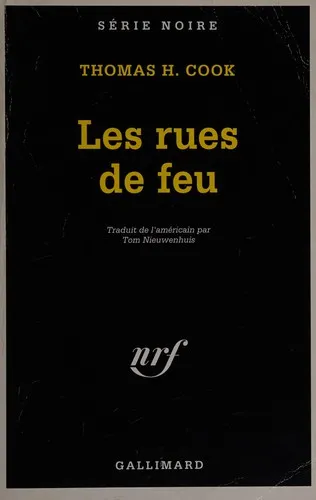 SÉRIE NOIRE
THOMAS H. COOK
Les rues
de feu
Traduit de l'américain par
Tom Nieuwenhuis
nrf
GALLIMARD